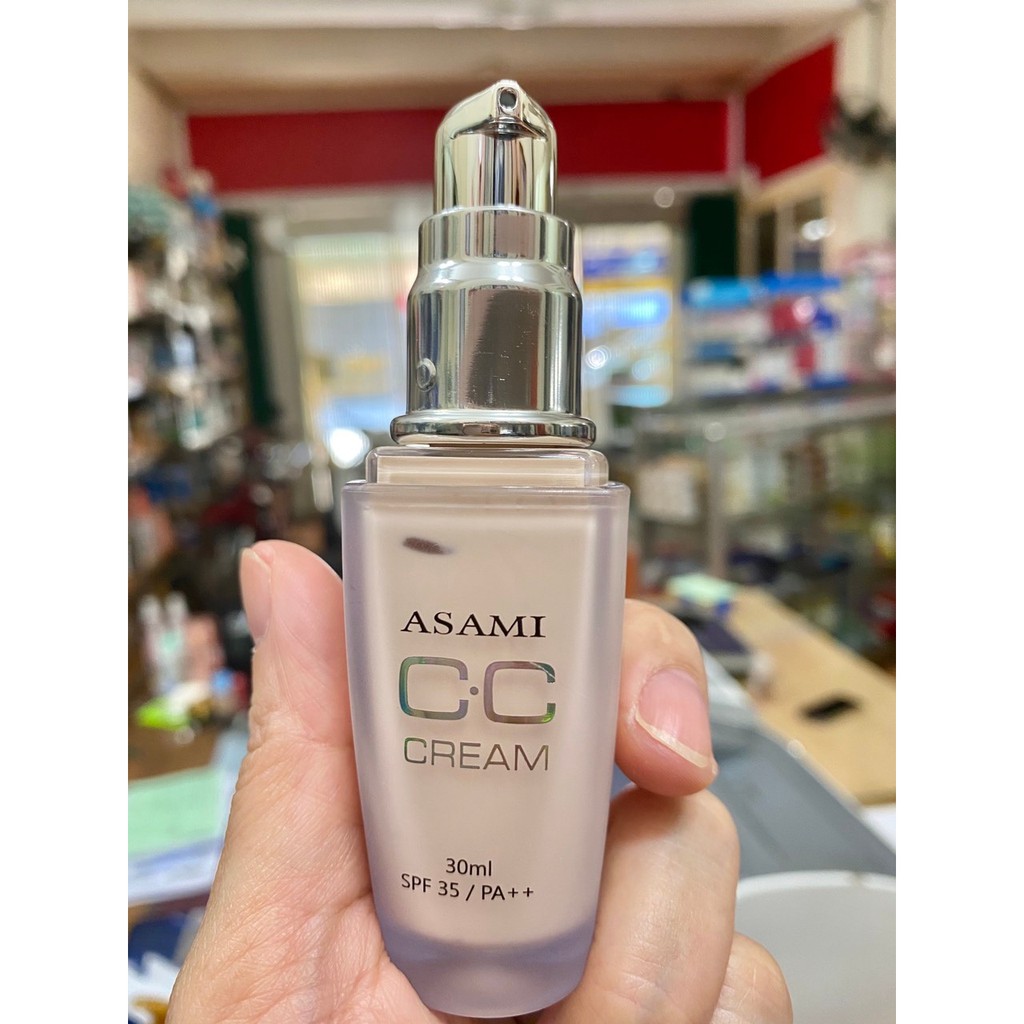 ASAMI
C·C
CREAM
30ml
SPF 35 / PA++